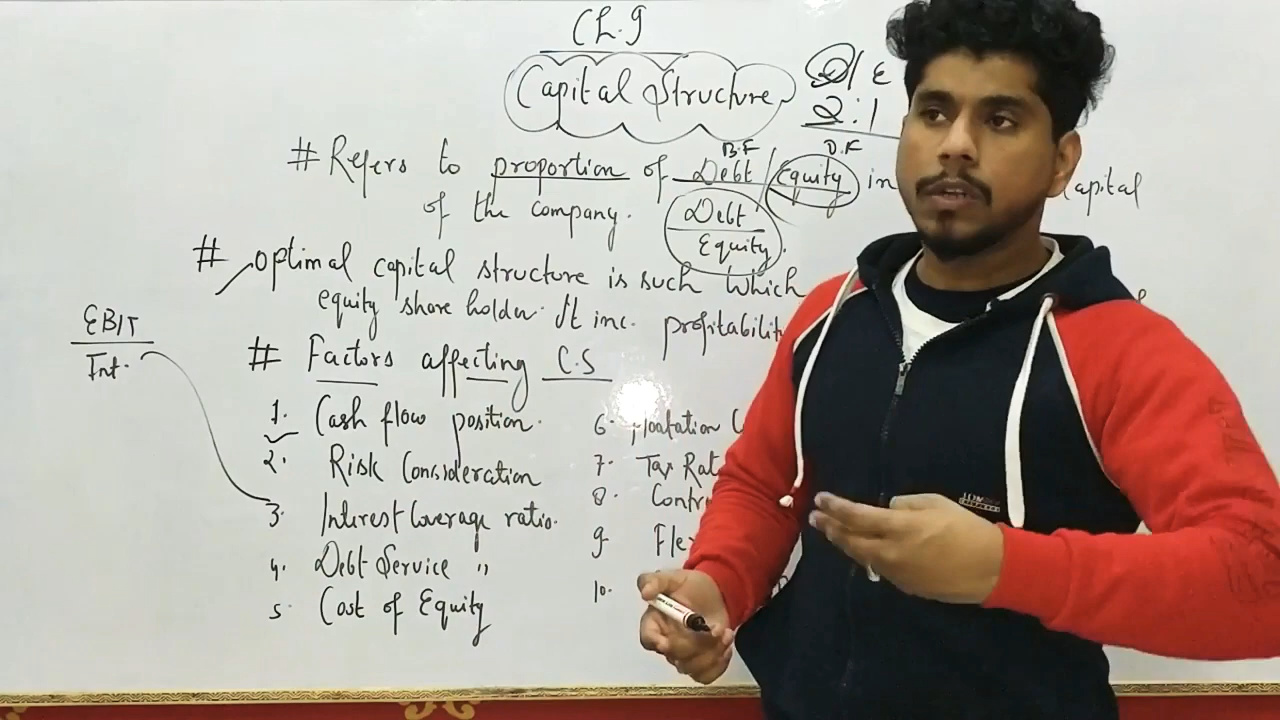 Ch. 9
Capital Structure
D/E
2:1
B.F O.F
# Refers to proportion of Debt / Equity in Capital
of the company. Debt
Equity.
# Optimal capital structure is such which
equity share holder. It inc. profitability
EBIT
Int.
# Factors affecting C.S
1. Cash flow position.
2. Risk Consideration
3. Interest Coverage ratio.
4. Debt Service "
5. Cost of Equity
6. floatation C
7. Tax Rat
8. Contr
9. Flex
10.